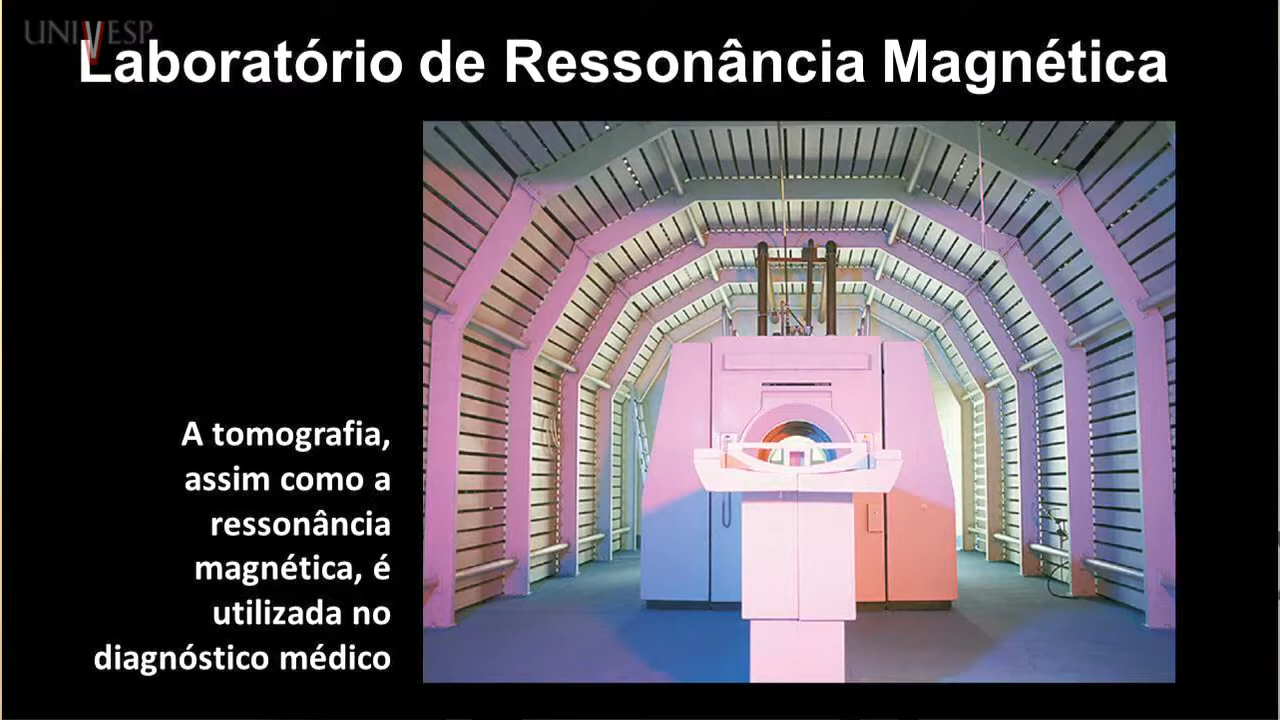 UNIVESP
Laboratório de Ressonância Magnética
A tomografia,
assim como a
ressonância
magnética, é
utilizada no
diagnóstico médico